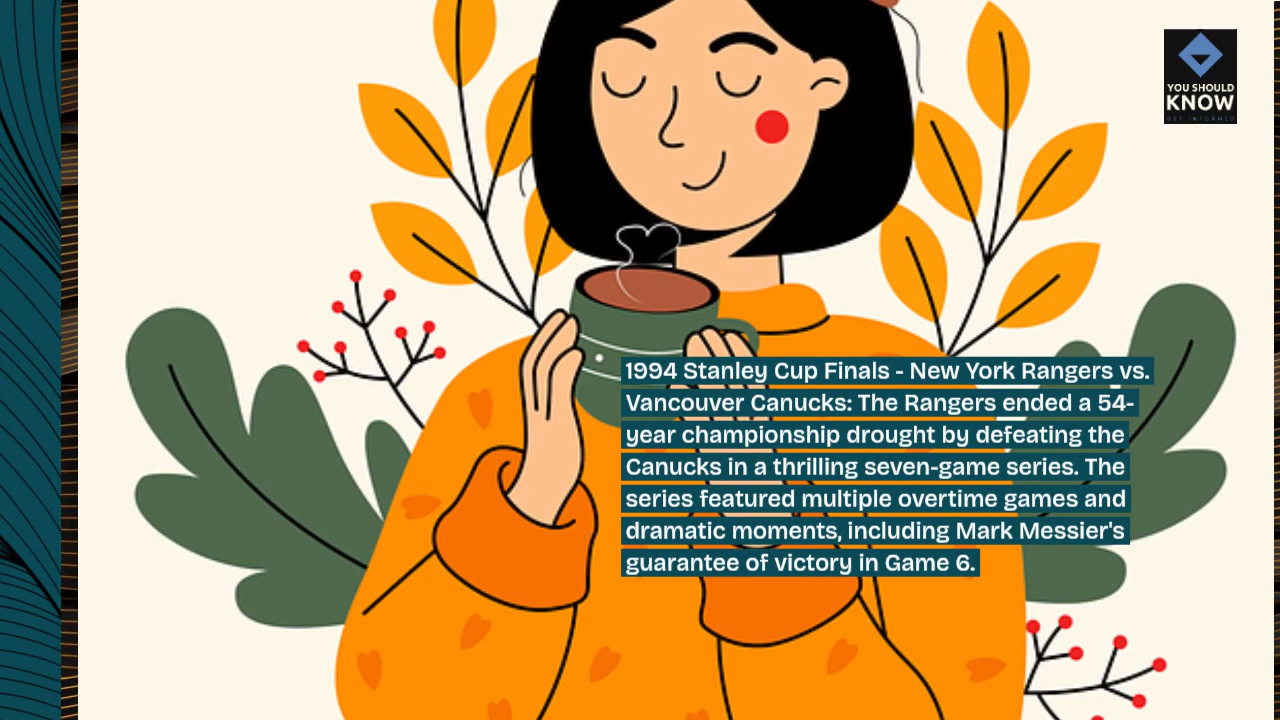 YOU SHOULD
KNOW
GET INFORMED
1994 Stanley Cup Finals - New York Rangers vs.
Vancouver Canucks: The Rangers ended a 54-
year championship drought by defeating the
Canucks in a thrilling seven-game series. The
series featured multiple overtime games and
dramatic moments, including Mark Messier's
guarantee of victory in Game 6.